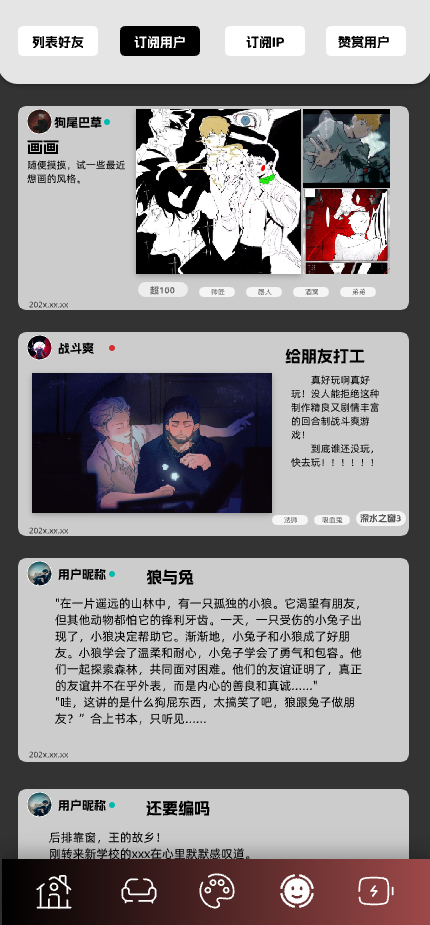 列表好友
订阅用户
订阅IP
赞赏用户
狗尾巴草
画画
随便摸摸，试一些最近
想画的风格。
超100
师匠
愚人
酒窝
弟弟
202x.xx.xx
战斗爽
给朋友打工
真好玩啊真好
玩！没人能拒绝这种
制作精良又剧情丰富
的回合制战斗爽游
戏！
到底谁还没玩，
快去玩！！！！！！
法师
吸血鬼
深水之窟3
202x.xx.xx
用户昵称
狼与兔
"在一片遥远的山林中，有一只孤独的小狼。它渴望有朋友，
但其他动物都怕它的锋利牙齿。一天，一只受伤的小兔子出
现了，小狼决定帮助它。渐渐地，小兔子和小狼成了好朋
友。小狼学会了温柔和耐心，小兔子学会了勇气和包容。他
们一起探索森林，共同面对困难。他们的友谊证明了，真正
的友谊并不在乎外表，而是内心的善良和真诚……"
"哇，这讲的是什么狗屁东西，太搞笑了吧，狼跟兔子做朋
友？”合上书本，只听见……
202x.xx.xx
用户昵称
还要编吗
后排靠窗，王的故乡！
刚转来新学校的xxx在心里默默感叹道。